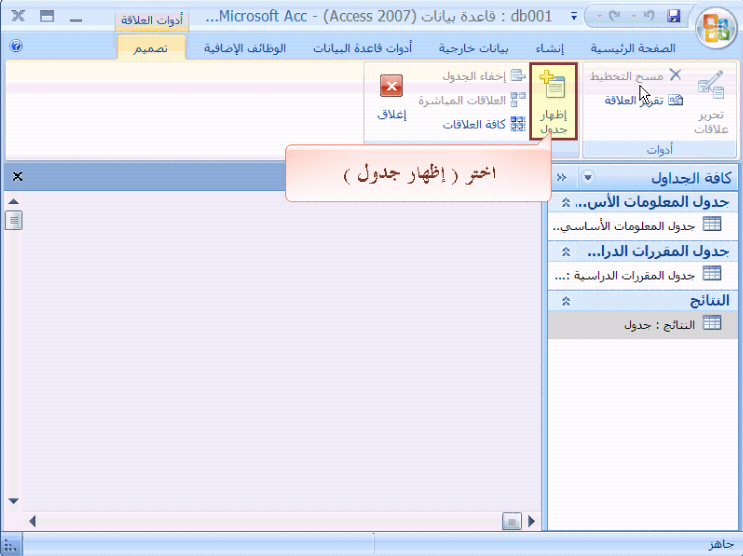 db001 : قاعدة بيانات (Access 2007) - Microsoft Acc...
أدوات العلاقة
الصفحة الرئيسية
إنشاء
بيانات خارجية
أدوات قاعدة البيانات
الوظائف الإضافية
تصميم
تحرير علاقات
مسح التخطيط
تقرير العلاقة
أدوات
إظهار جدول
إخفاء الجدول
العلاقات المباشرة
كافة العلاقات
إغلاق
اختر ( إظهار جدول )
كافة الجداول
جدول المعلومات الأس...
جدول المعلومات الأساسي...
جدول المقررات الدرا...
جدول المقررات الدراسية :...
النتائج
النتائج : جدول
جاهز